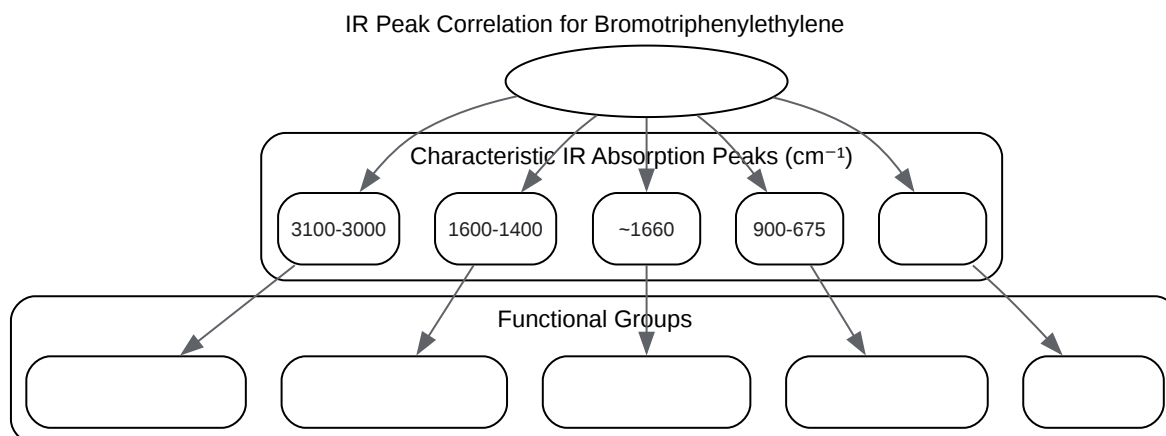 IR Peak Correlation for Bromotriphenylethylene
Characteristic IR Absorption Peaks (cm⁻¹)
3100-3000
1600-1400
~1660
900-675
Functional Groups